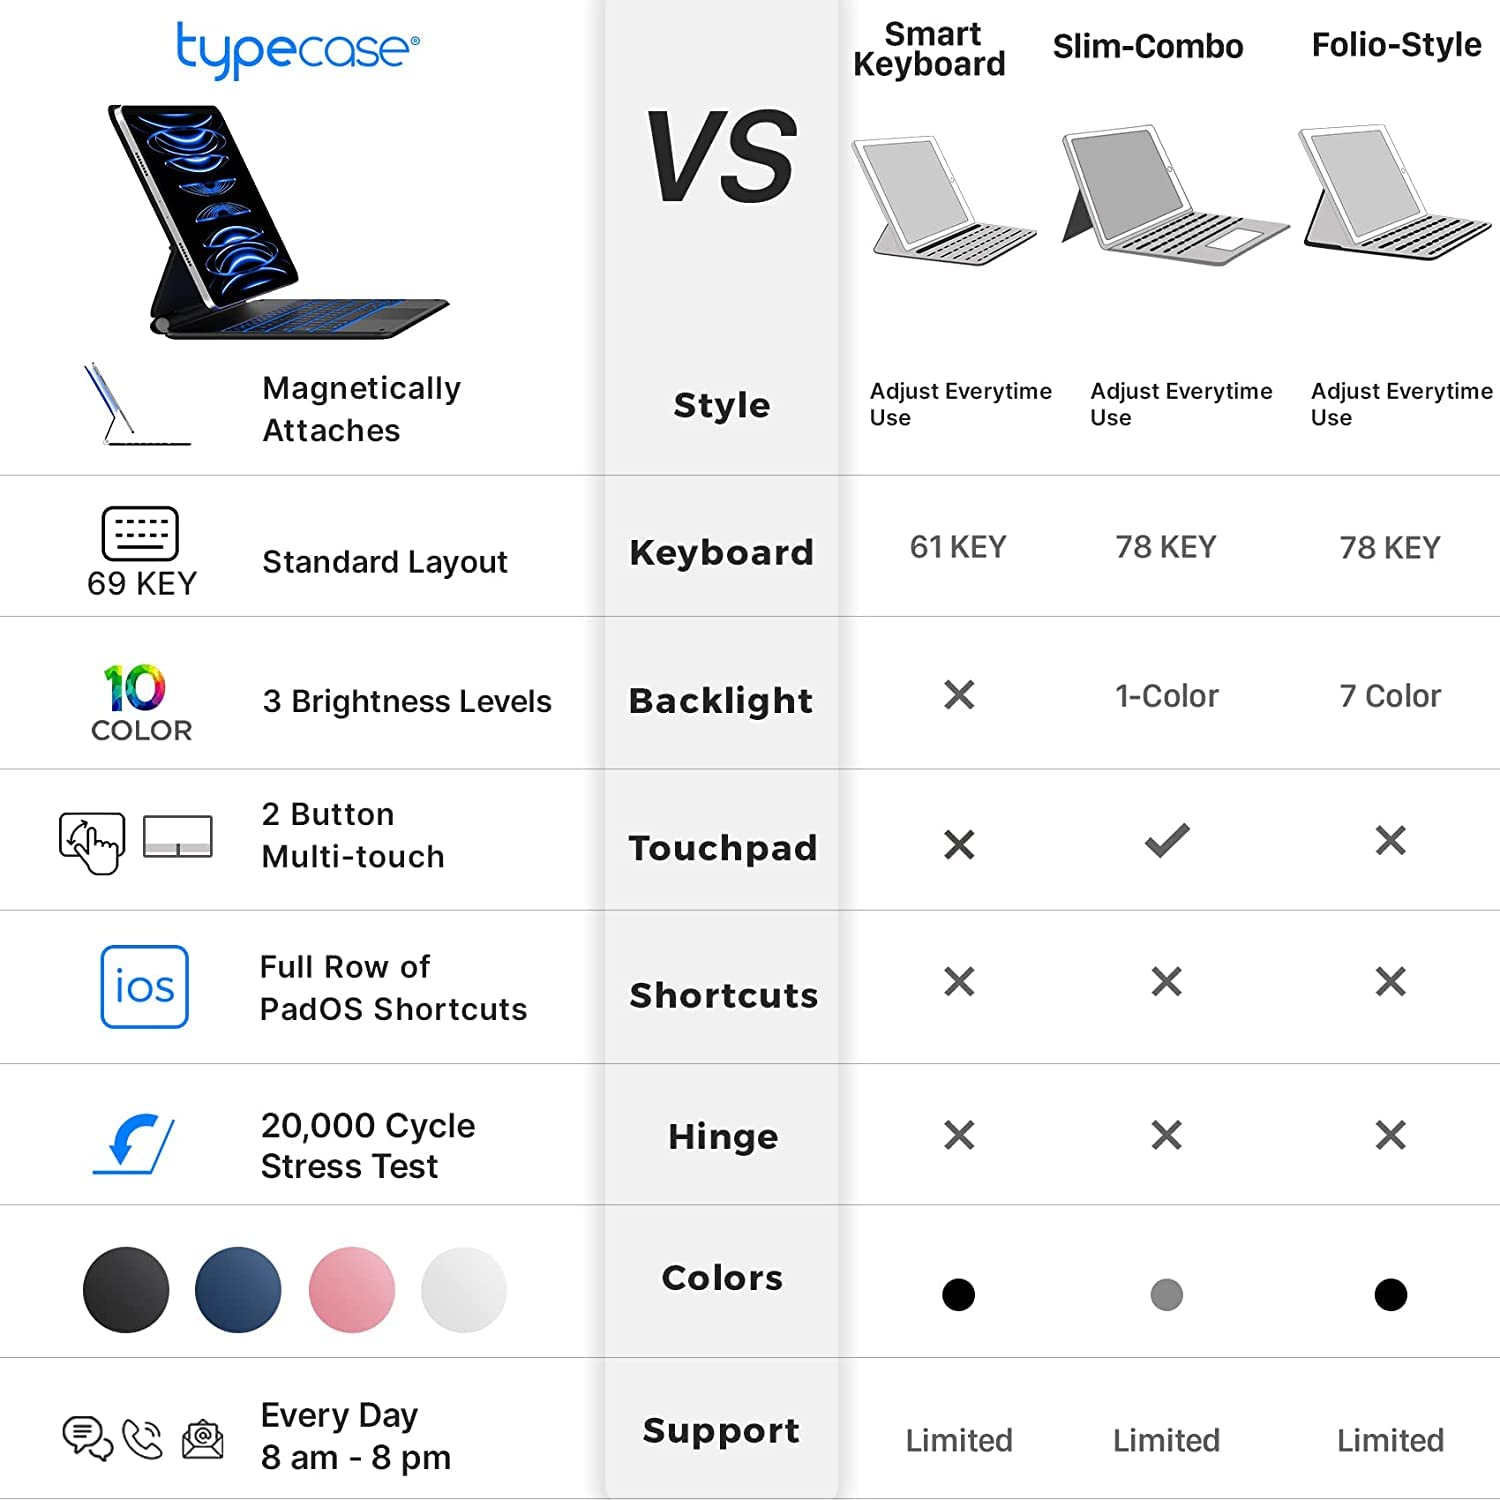 typecase®
VS
Smart
Keyboard
Slim-Combo
Folio-Style
Magnetically
Attaches
Style
Adjust Everytime
Use
Adjust Everytime
Use
Adjust Everytime
Use
69 KEY
Standard Layout
Keyboard
61 KEY
78 KEY
78 KEY
10
COLOR
3 Brightness Levels
Backlight
1-Color
7 Color
2 Button
Multi-touch
Touchpad
ios
Full Row of
PadOS Shortcuts
Shortcuts
20,000 Cycle
Stress Test
Hinge
Colors
@
Every Day
8 am - 8 pm
Support
Limited
Limited
Limited